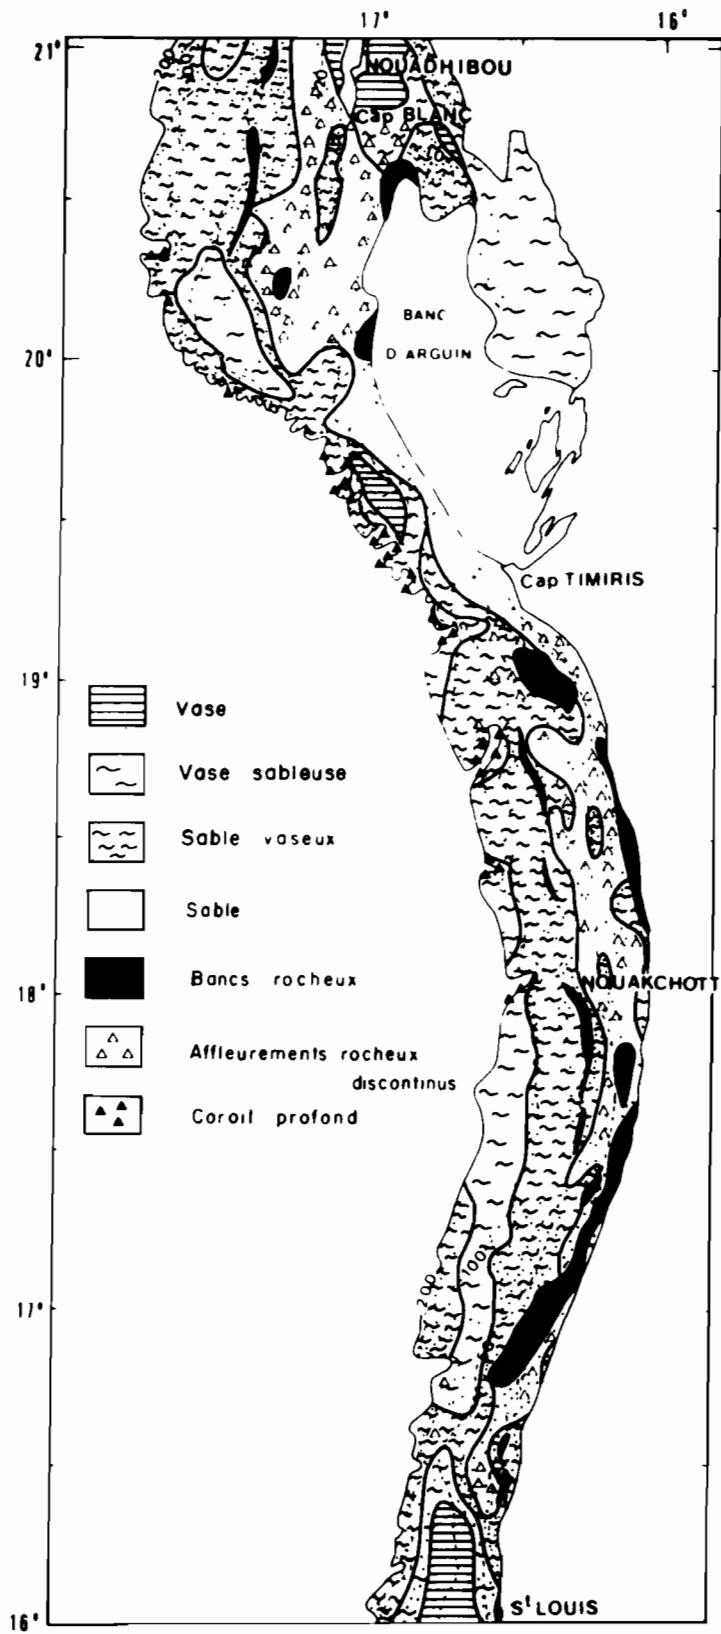 17°
16°
21°
200
NOUADHIBOU
Cap BLANC
BANC
D ARGUIN
20°
Cap TIMIRIS
19°
Vase
Vase sableuse
Sable vaseux
Sable
Bancs rocheux
NOUAKCHOTT
18°
Affleurements rocheux
discontinus
Corail profond
100
200
17°
16°
St LOUIS